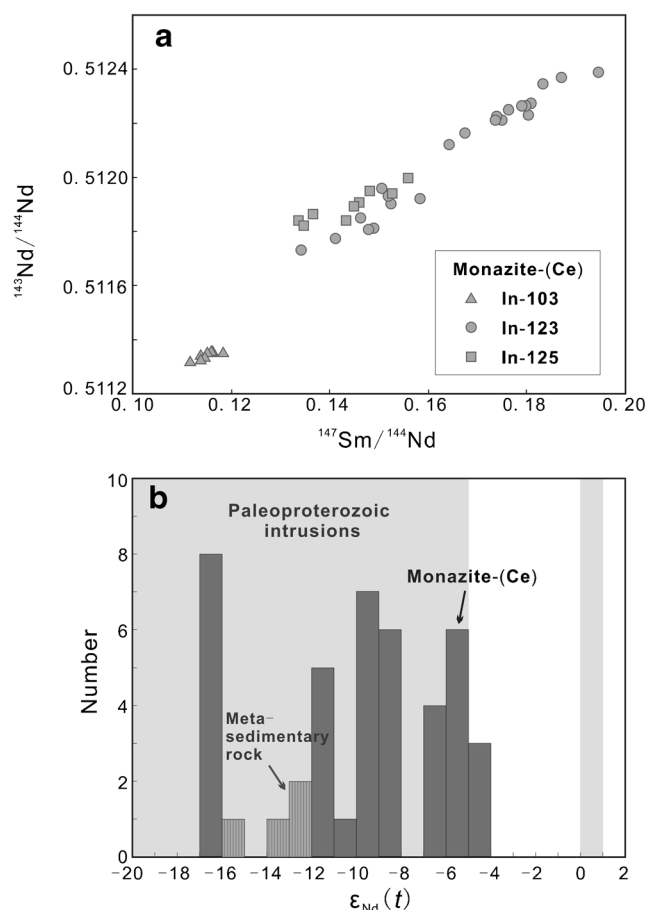 a
0.5124
0.5120
0.5116
0.5112
¹⁴³Nd/¹⁴⁴Nd
Monazite-(Ce)
In-103
In-123
In-125
0.10 0.12 0.14 0.16 0.18 0.20
¹⁴⁷Sm/¹⁴⁴Nd
b
10
8
6
4
2
0
Number
Paleoproterozoic
intrusions
Monazite-(Ce)
Meta-
sedimentary
rock
-20 -18 -16 -14 -12 -10 -8 -6 -4 -2 0 2
εNd(t)